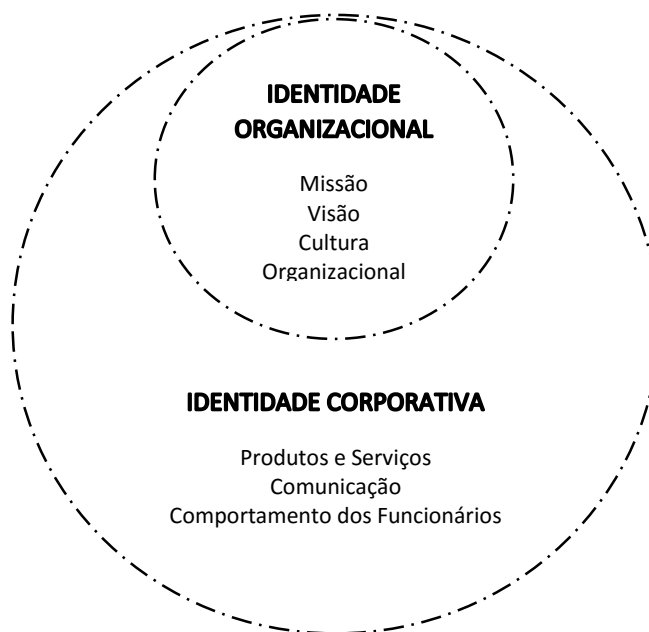 IDENTIDADE
ORGANIZACIONAL
Missão
Visão
Cultura
Organizacional
IDENTIDADE CORPORATIVA
Produtos e Serviços
Comunicação
Comportamento dos Funcionários